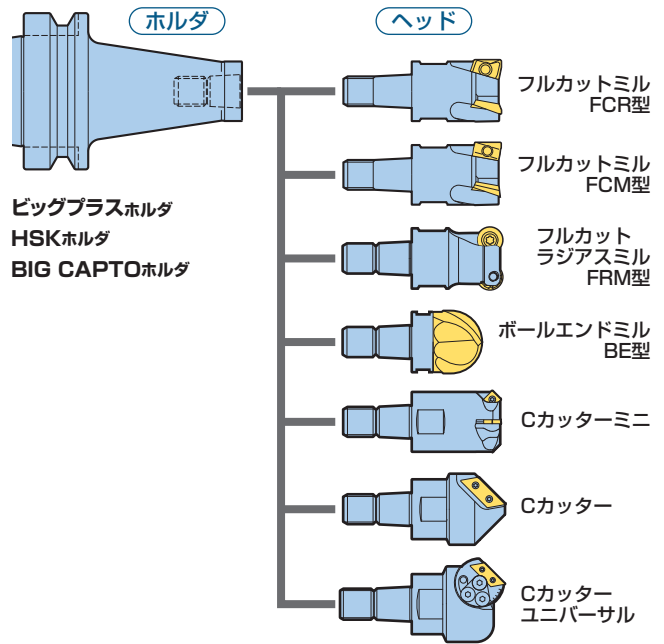 ホルダ
ヘッド
ビッグプラスホルダ
HSKホルダ
BIG CAPTOホルダ
フルカットミル
FCR型
フルカットミル
FCM型
フルカット
ラジアスミル
FRM型
ボールエンドミル
BE型
Cカッターミニ
Cカッター
Cカッター
ユニバーサル